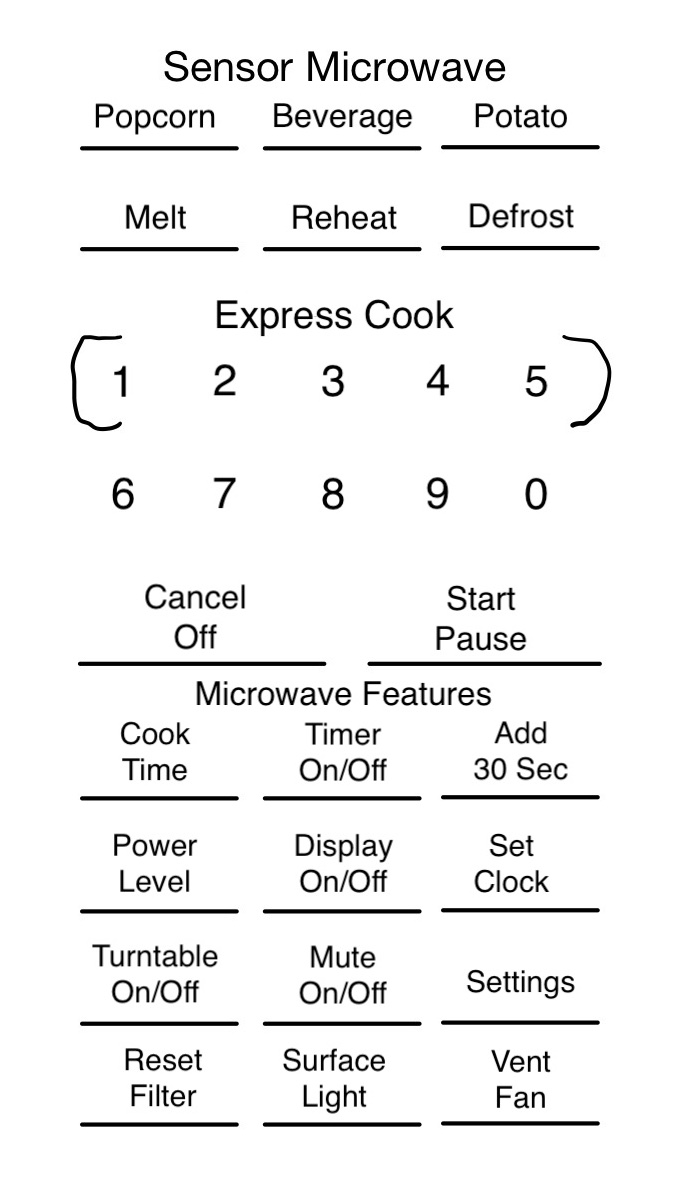 Sensor Microwave
Popcorn Beverage Potato
Melt Reheat Defrost
Express Cook
1 2 3 4 5
6 7 8 9 0
Cancel Off
Start Pause
Microwave Features
Cook Time
Timer On/Off
Add 30 Sec
Power Level
Display On/Off
Set Clock
Turntable On/Off
Mute On/Off
Settings
Reset Filter
Surface Light
Vent Fan